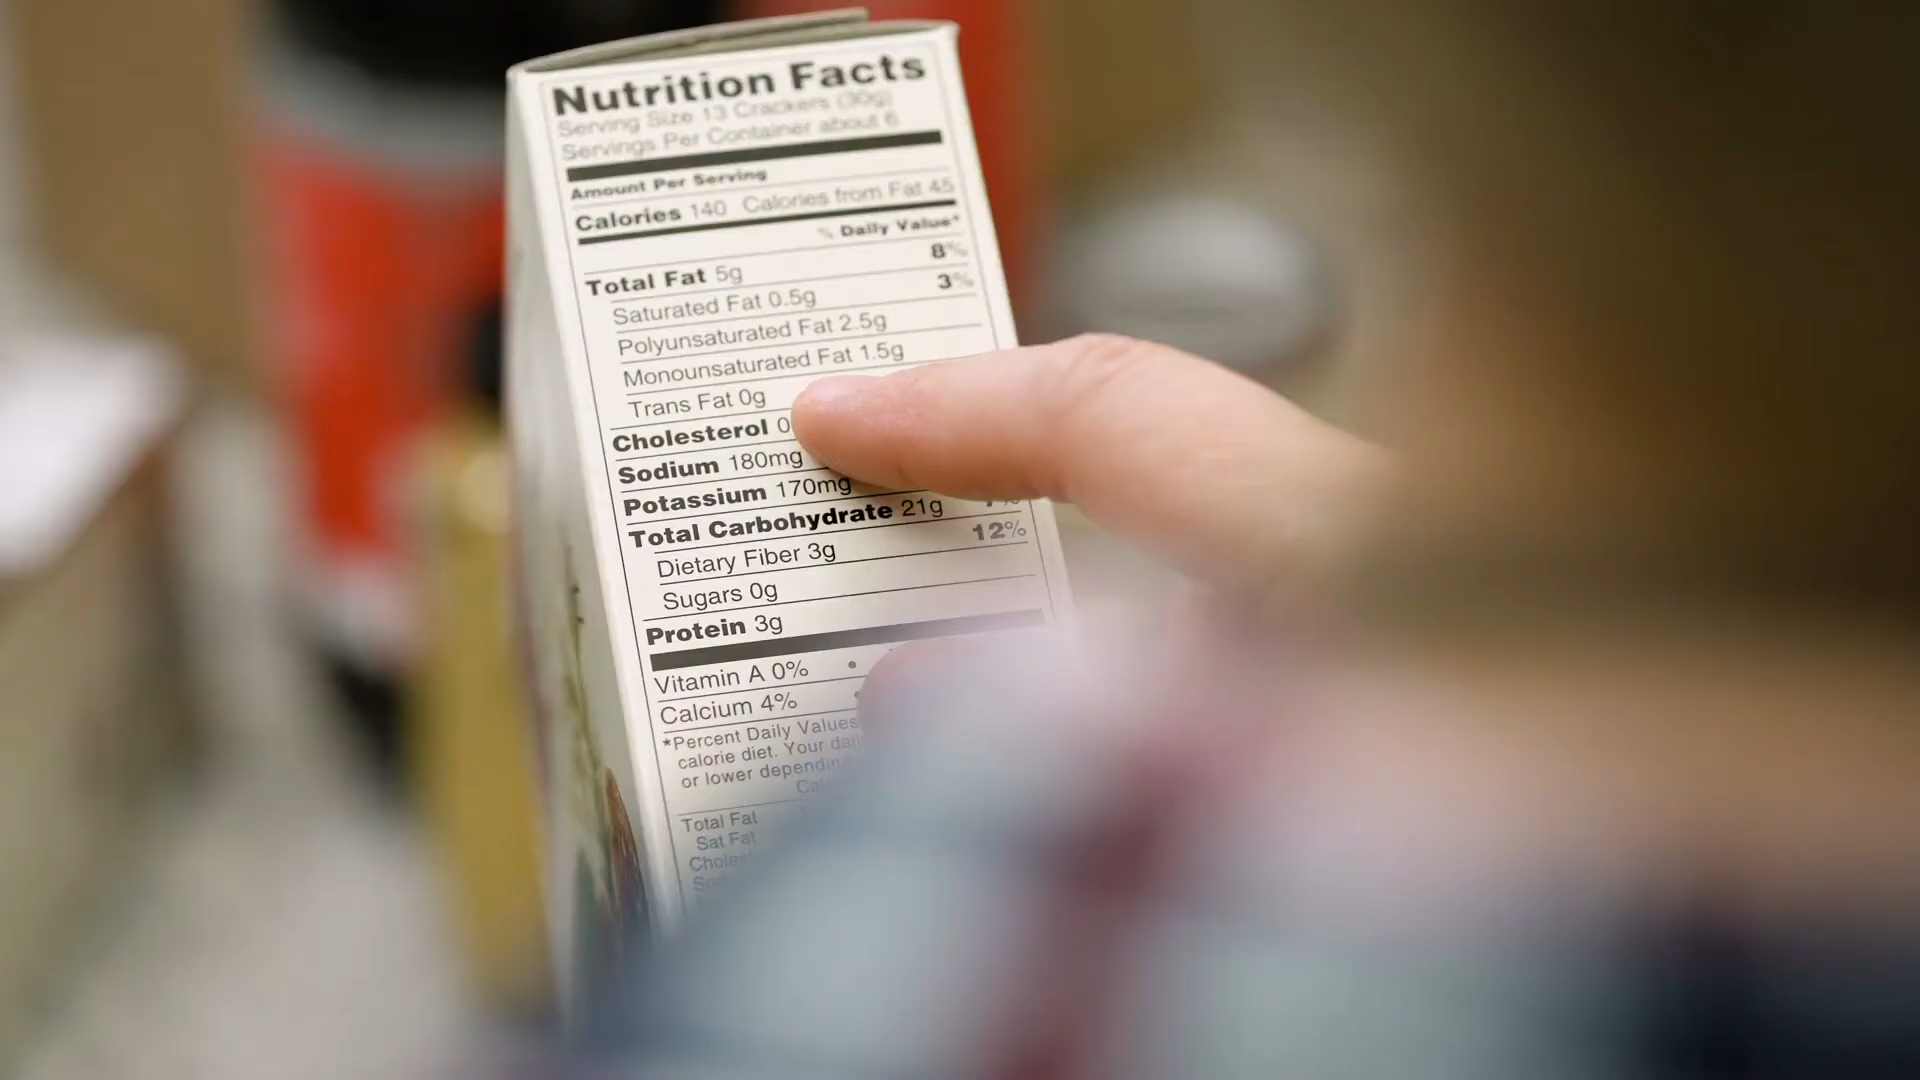 Nutrition Facts
Serving Size 13 Crackers (30g)
Servings Per Container about 6
Amount Per Serving
Calories 140 Calories from Fat 45
% Daily Value*
Total Fat 5g 8%
Saturated Fat 0.5g 3%
Polyunsaturated Fat 2.5g
Monounsaturated Fat 1.5g
Trans Fat 0g
Cholesterol 0
Sodium 180mg
Potassium 170mg
Total Carbohydrate 21g
Dietary Fiber 3g 12%
Sugars 0g
Protein 3g
Vitamin A 0% •
Calcium 4%
*Percent Daily Values
calorie diet. Your
or lower
Total Fat
Sat Fat